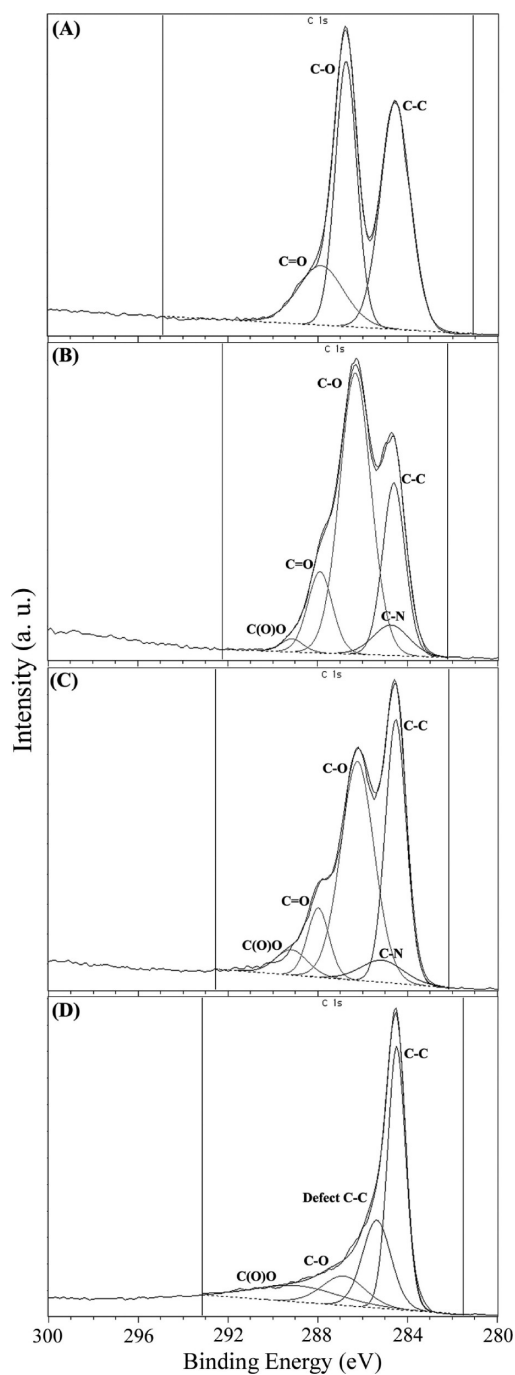 (A)
C 1s
C-O
C-C
C=O
(B)
C 1s
C-O
C-C
C=O
C-N
C(O)O
(C)
C 1s
C-C
C-O
C=O
C(O)O
C-N
(D)
C 1s
C-C
Defect C-C
C-O
C(O)O
Intensity (a. u.)
300 296 292 288 284 280
Binding Energy (eV)